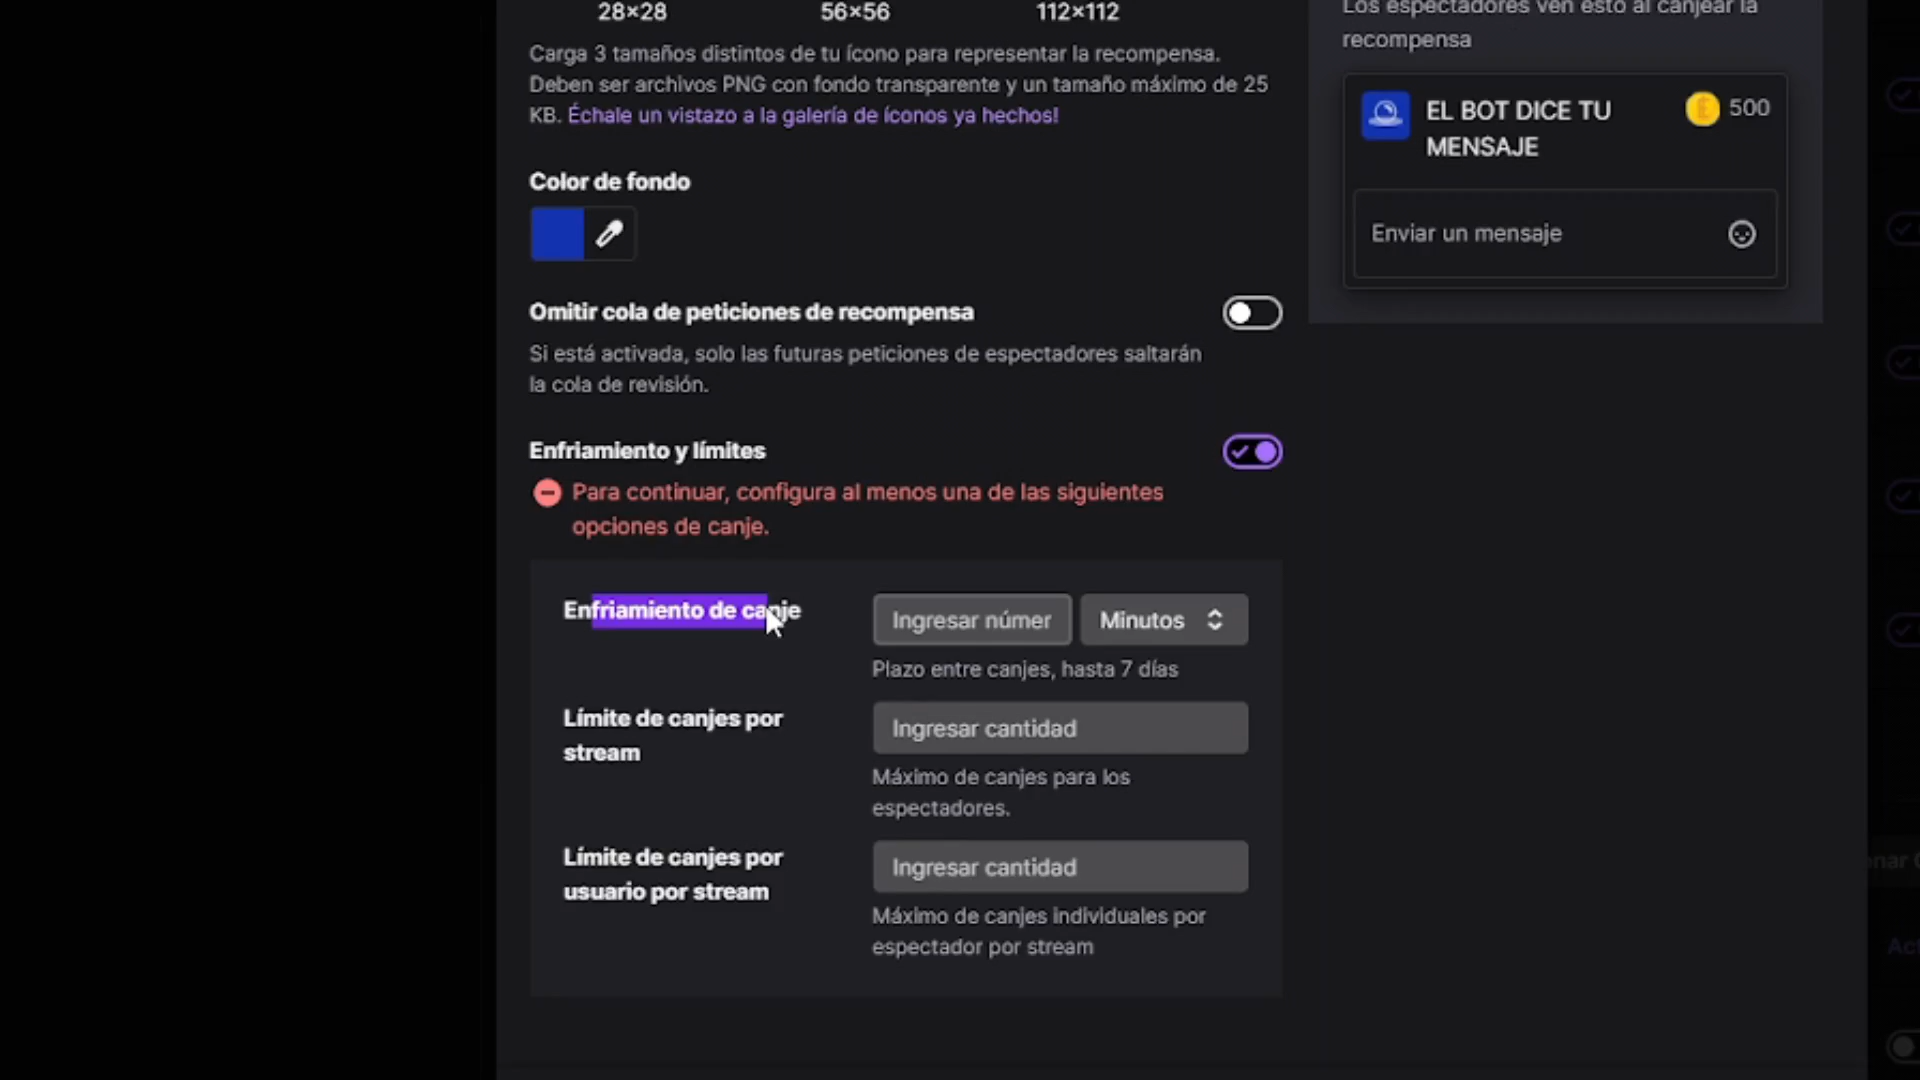 28×28
56×56
112×112
Carga 3 tamaños distintos de tu ícono para representar la recompensa.
Deben ser archivos PNG con fondo transparente y un tamaño máximo de 25
KB. Échale un vistazo a la galería de íconos ya hechos!
Color de fondo
Omitir cola de peticiones de recompensa
Si está activada, solo las futuras peticiones de espectadores saltarán
la cola de revisión.
Enfriamiento y límites
Para continuar, configura al menos una de las siguientes
opciones de canje.
Enfriamiento de canje
Ingresar númer
Minutos
Plazo entre canjes, hasta 7 días
Límite de canjes por
stream
Ingresar cantidad
Máximo de canjes para los
espectadores.
Límite de canjes por
usuario por stream
Ingresar cantidad
Máximo de canjes individuales por
espectador por stream
Los espectadores ven esto al canjear la
recompensa
EL BOT DICE TU
MENSAJE
500
Enviar un mensaje